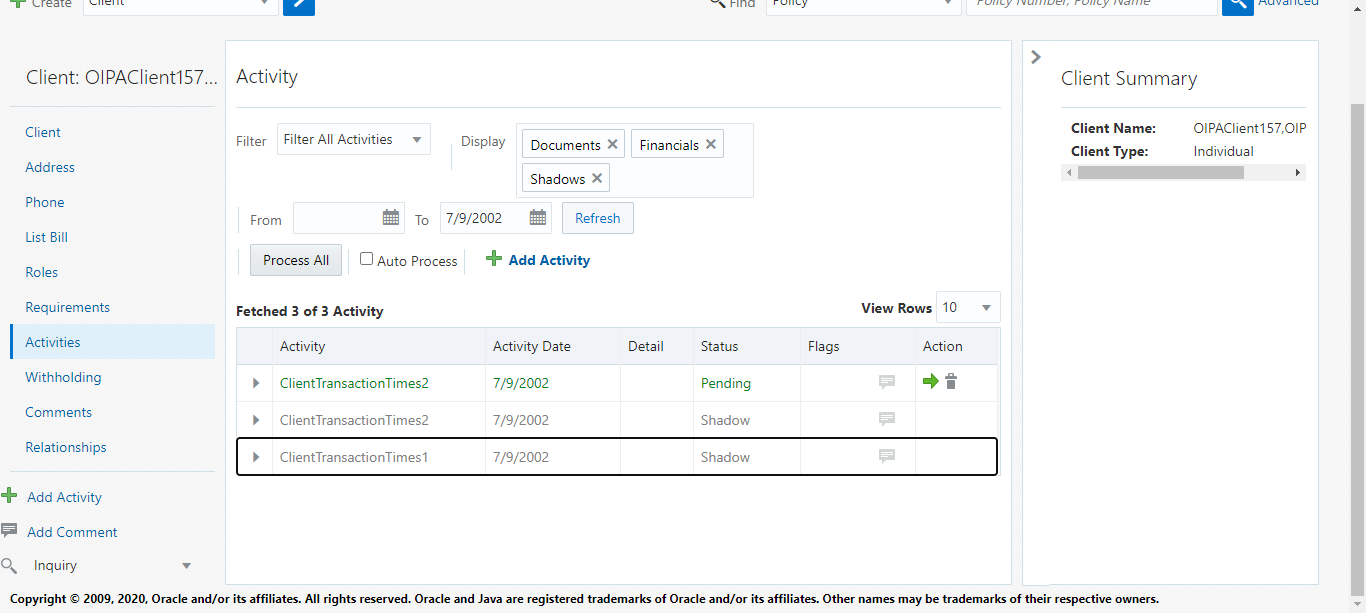 Create Client Find Policy Policy Number, Policy Name Advanced
Client: OIPAClient157...
Client
Address
Phone
List Bill
Roles
Requirements
Activities
Withholding
Comments
Relationships
Add Activity
Add Comment
Inquiry
Activity
Filter Filter All Activities Display Documents Financials
Shadows
From To 7/9/2002 Refresh
Process All Auto Process Add Activity
Fetched 3 of 3 Activity View Rows 10
Activity Activity Date Detail Status Flags Action
ClientTransactionTimes2 7/9/2002 Pending
ClientTransactionTimes2 7/9/2002 Shadow
ClientTransactionTimes1 7/9/2002 Shadow
Client Summary
Client Name: OIPAClient157,OIP
Client Type: Individual
Copyright © 2009, 2020, Oracle and/or its affiliates. All rights reserved. Oracle and Java are registered trademarks of Oracle and/or its affiliates. Other names may be trademarks of their respective owners.